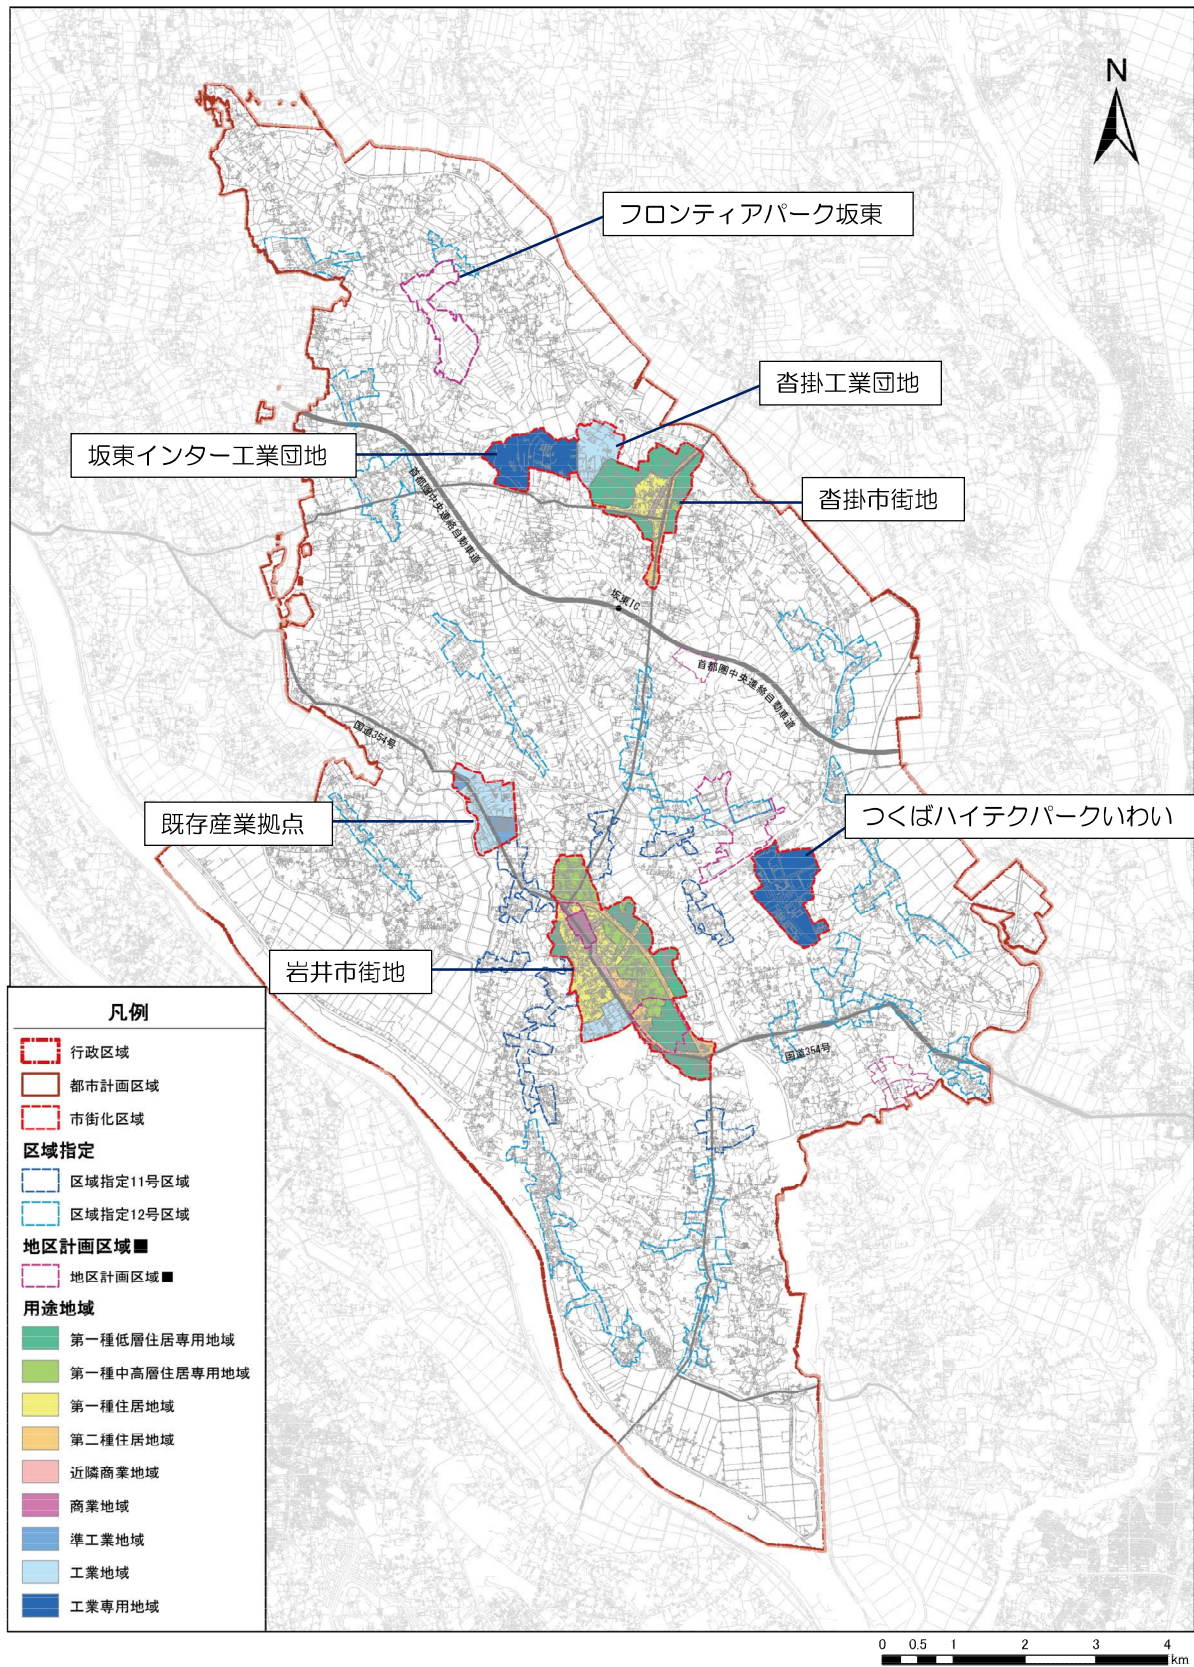 N
フロンティアパーク坂東
沓掛工業団地
坂東インター工業団地
沓掛市街地
首都圏中央連絡自動車道
坂東IC
首都圏中央連絡自動車道
国道354号
既存産業拠点
つくばハイテクパークいわい
岩井市街地
国道354号
凡例
行政区域
都市計画区域
市街化区域
区域指定
区域指定11号区域
区域指定12号区域
地区計画区域■
地区計画区域■
用途地域
第一種低層住居専用地域
第一種中高層住居専用地域
第一種住居地域
第二種住居地域
近隣商業地域
商業地域
準工業地域
工業地域
工業専用地域
0 0.5 1 2 3 4
km